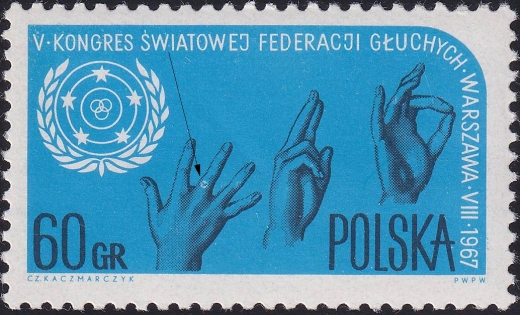 V·KONGRES ŚWIATOWEJ FEDERACJI GŁUCHYCH·WARSZAWA·VIII·1967
60 GR
POLSKA
CZ.KACZMARCZYK
PWPW